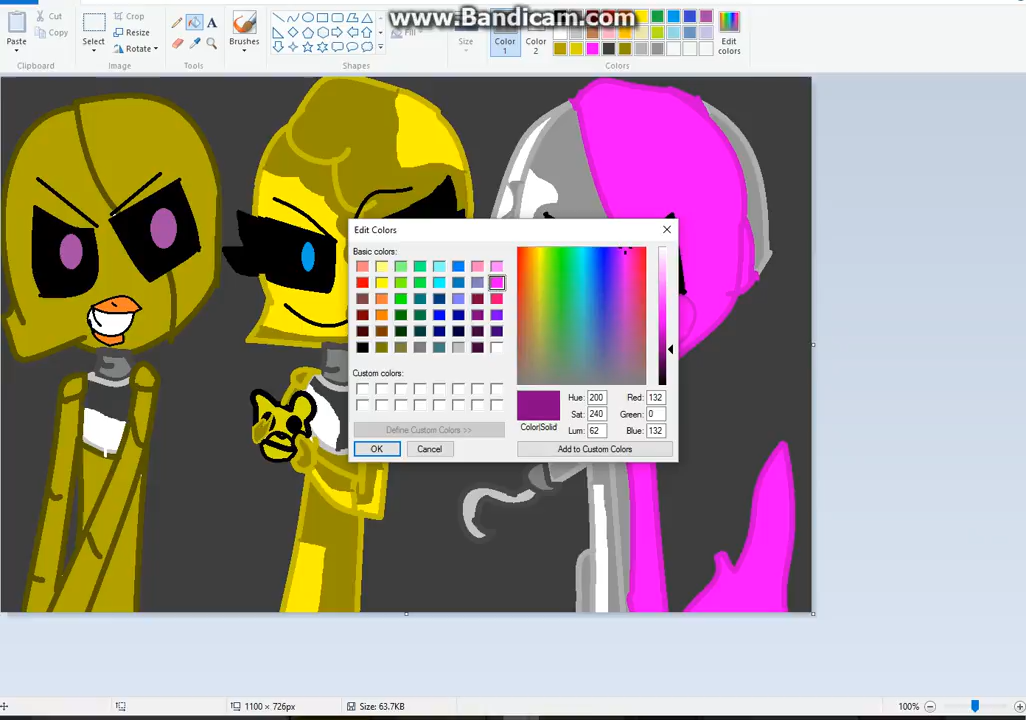 www.Bandicam.com
Cut
Copy
Paste
Clipboard
Select
Crop
Resize
Rotate
Image
A
Brushes
Shapes
Fill
Size
Color 1
Color 2
Edit colors
Colors
Edit Colors
Basic colors:
Custom colors:
Define Custom Colors >>
OK
Cancel
Color|Solid
Hue: 200
Sat: 240
Lum: 62
Red: 132
Green: 0
Blue: 132
Add to Custom Colors
1100 × 726px
Size: 63.7KB
100%